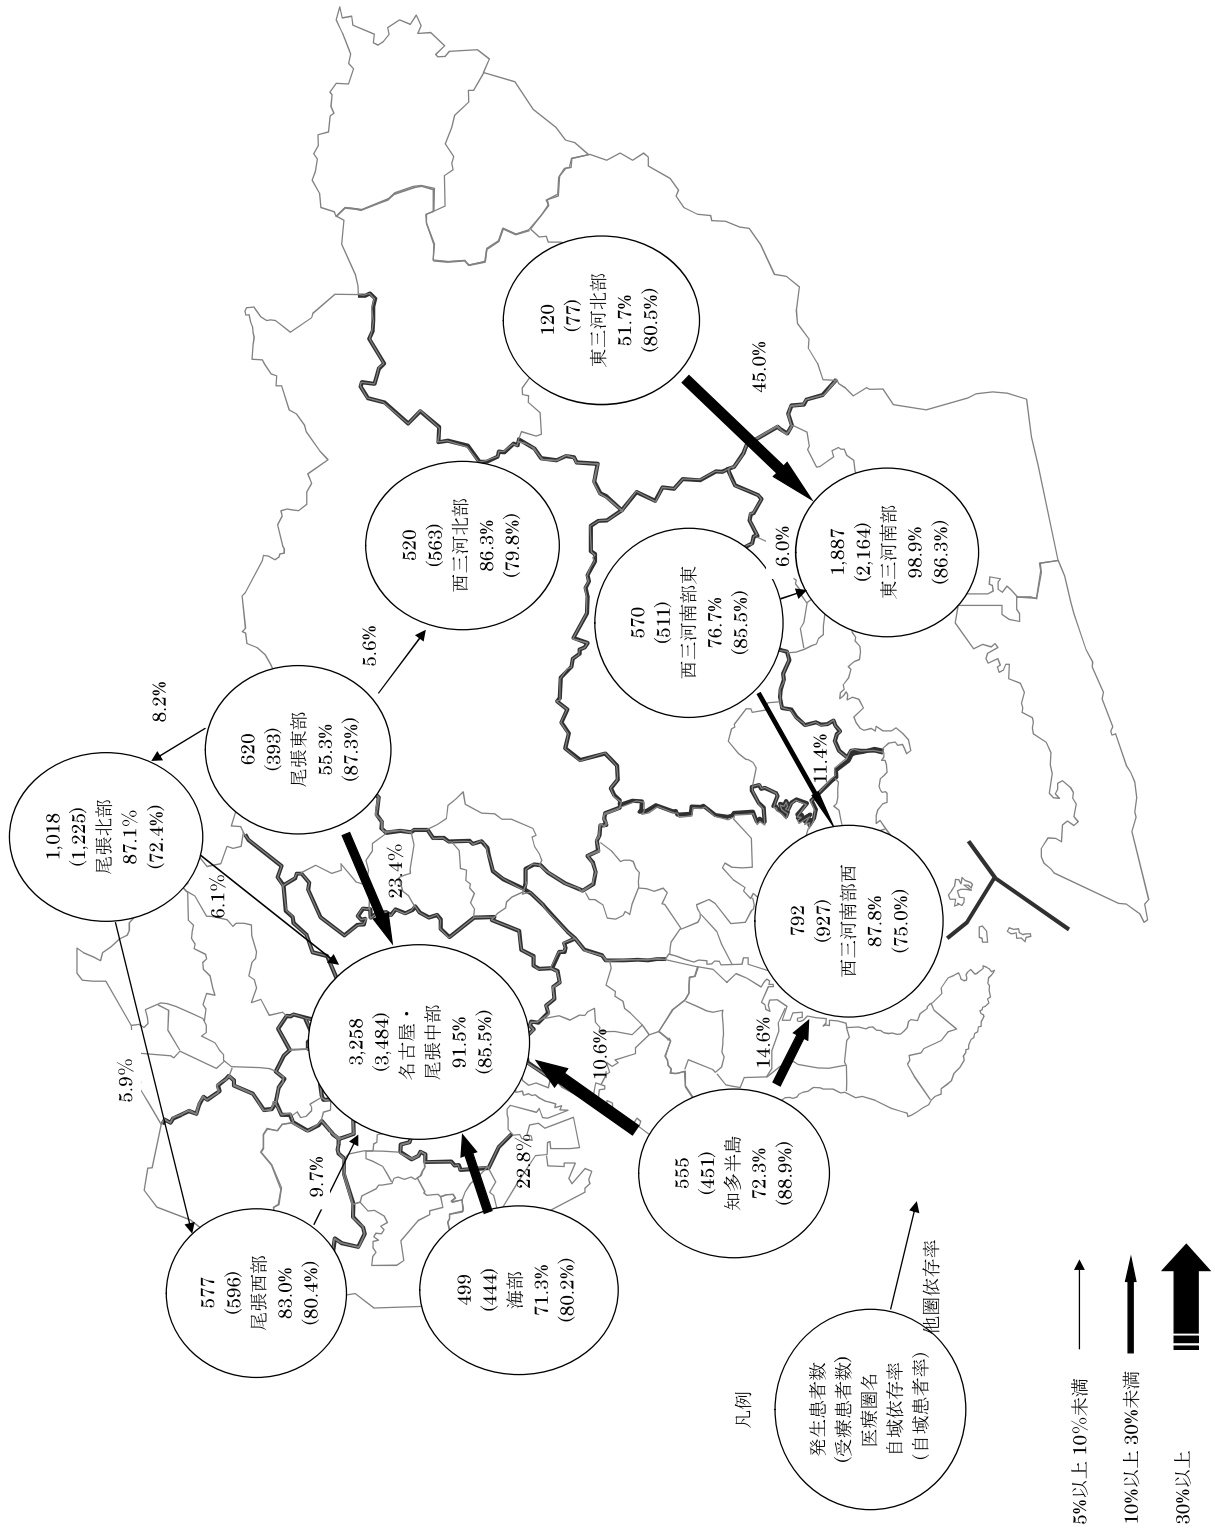 1,018
(1,225)
尾張北部
87.1%
(72.4%)
8.2%
5.9%
6.1%
620
(393)
尾張東部
55.3%
(87.3%)
5.6%
23.4%
577
(596)
尾張西部
83.0%
(80.4%)
9.7%
3,258
(3,484)
名古屋・
尾張中部
91.5%
(85.5%)
520
(563)
西三河北部
86.3%
(79.8%)
499
(444)
海部
71.3%
(80.2%)
22.8%
10.6%
120
(77)
東三河北部
51.7%
(80.5%)
45.0%
570
(511)
西三河南部東
76.7%
(85.5%)
6.0%
11.4%
555
(451)
知多半島
72.3%
(88.9%)
14.6%
792
(927)
西三河南部西
87.8%
(75.0%)
1,887
(2,164)
東三河南部
98.9%
(86.3%)
凡例
発生患者数
(受療患者数)
医療圏名
自域依存率
(自域患者率)
他圏依存率
5%以上 10%未満
10%以上 30%未満
30%以上